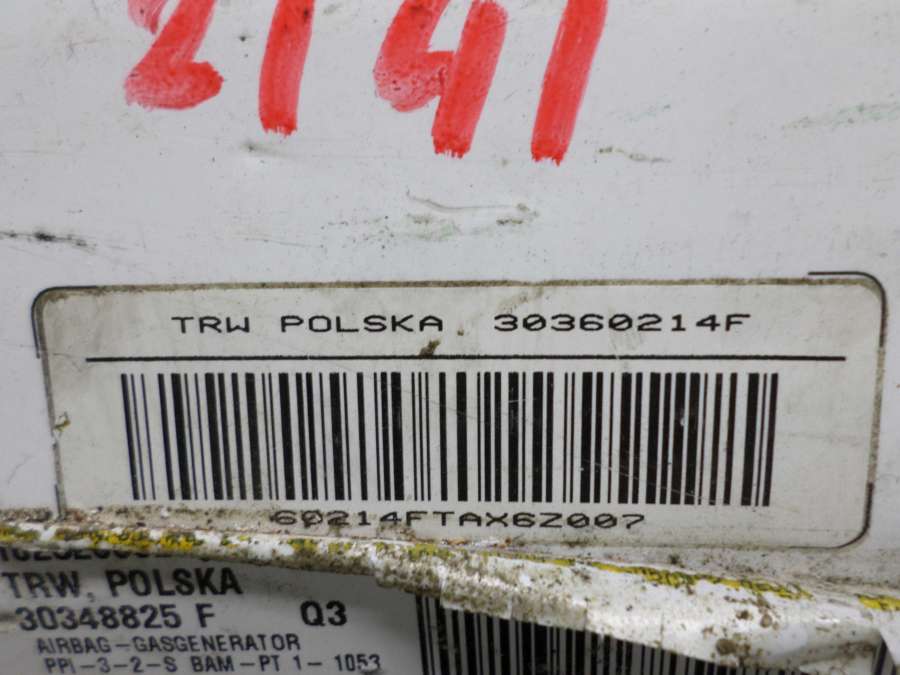 2141
TRW POLSKA 30360214F
60214FTAX6Z007
TRW, POLSKA
30348825 F Q3
AIRBAG-GASGENERATOR
PPI-3-2-S BAM-PT 1- 1053